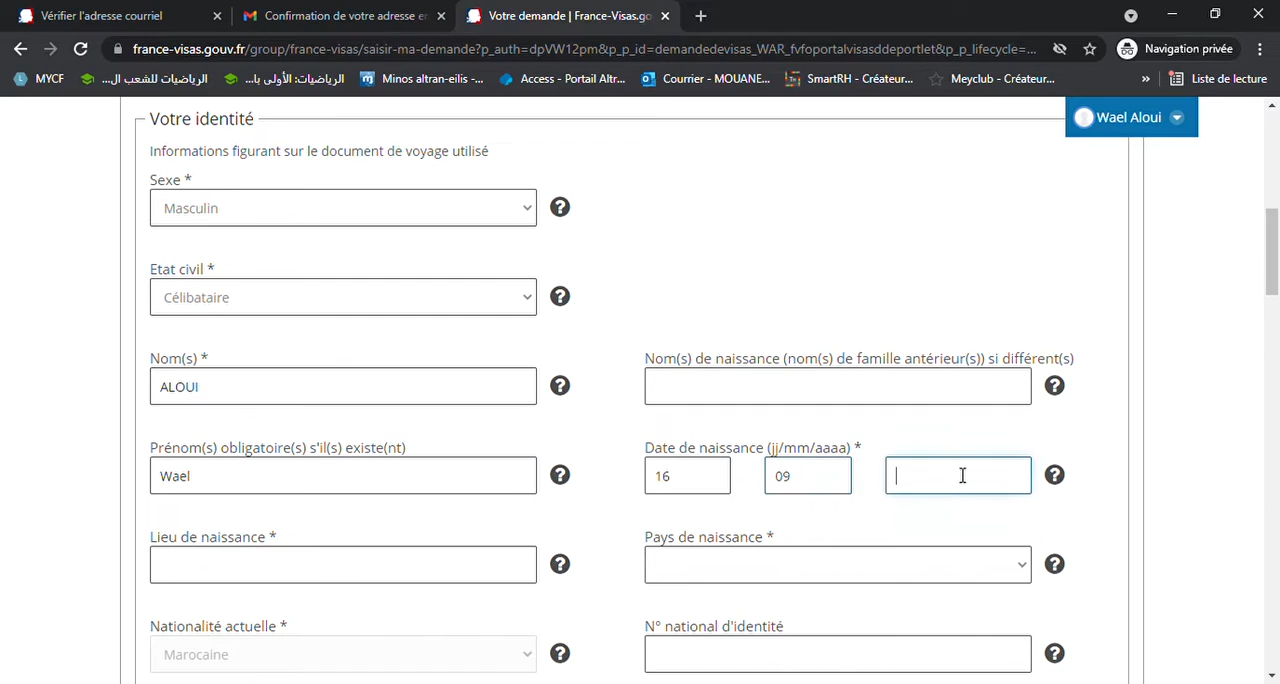 Vérifier l'adresse courriel
Confirmation de votre adresse e
Votre demande | France-Visas.go
france-visas.gouv.fr/group/france-visas/saisir-ma-demande?p_auth=dpVW12pm&p_p_id=demandedevisas_WAR_fvfoportalvisasddeportlet&p_p_lifecycle=...
Navigation privée
MYCF
الرياضيات للشعب ال...
الرياضيات: الأولى با...
Minos altran-eilis -...
Access - Portail Altr...
Courrier - MOUANE...
SmartRH - Créateur...
Meyclub - Créateur...
»
Liste de lecture
Wael Aloui
Votre identité
Informations figurant sur le document de voyage utilisé
Sexe *
Masculin
Etat civil *
Célibataire
Nom(s) *
Nom(s) de naissance (nom(s) de famille antérieur(s)) si différent(s)
ALOUI
Prénom(s) obligatoire(s) s'il(s) existe(nt)
Date de naissance (jj/mm/aaaa) *
Wael
16
09
Lieu de naissance *
Pays de naissance *
Nationalité actuelle *
N° national d'identité
Marocaine